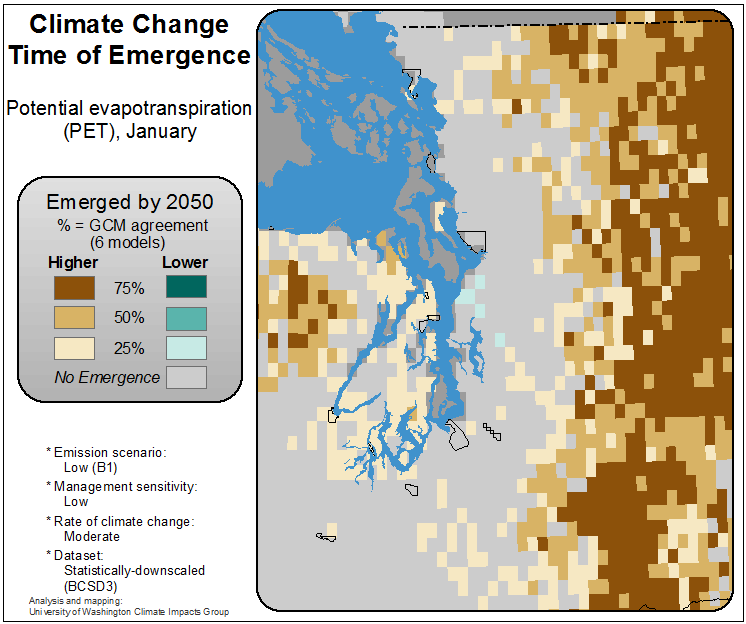 Climate Change
Time of Emergence
Potential evapotranspiration
(PET), January
Emerged by 2050
% = GCM agreement
(6 models)
Higher Lower
75%
50%
25%
No Emergence
* Emission scenario:
Low (B1)
* Management sensitivity:
Low
* Rate of climate change:
Moderate
* Dataset:
Statistically-downscaled
(BCSD3)
Analysis and mapping:
University of Washington Climate Impacts Group